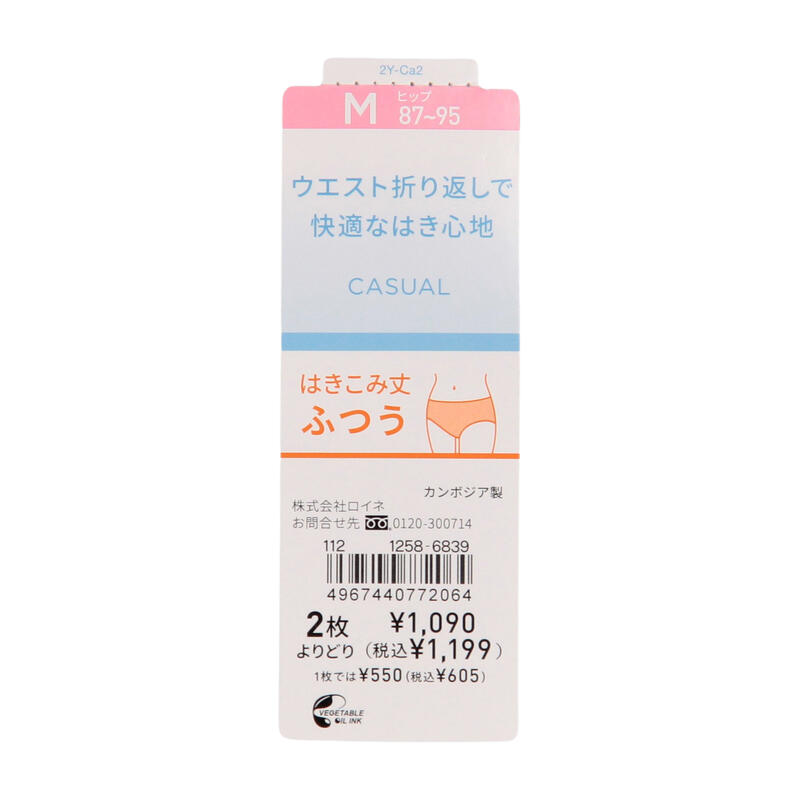 2Y-Ca2
M ヒップ
87~95
ウエスト折り返しで
快適なはき心地
CASUAL
はきこみ丈
ふつう
カンボジア製
株式会社ロイネ
お問合せ先 0120-300714
112 1258-6839
4967440772064
2枚 ¥1,090
よりどり (税込¥1,199)
1枚では¥550(税込¥605)
VEGETABLE
OIL INK